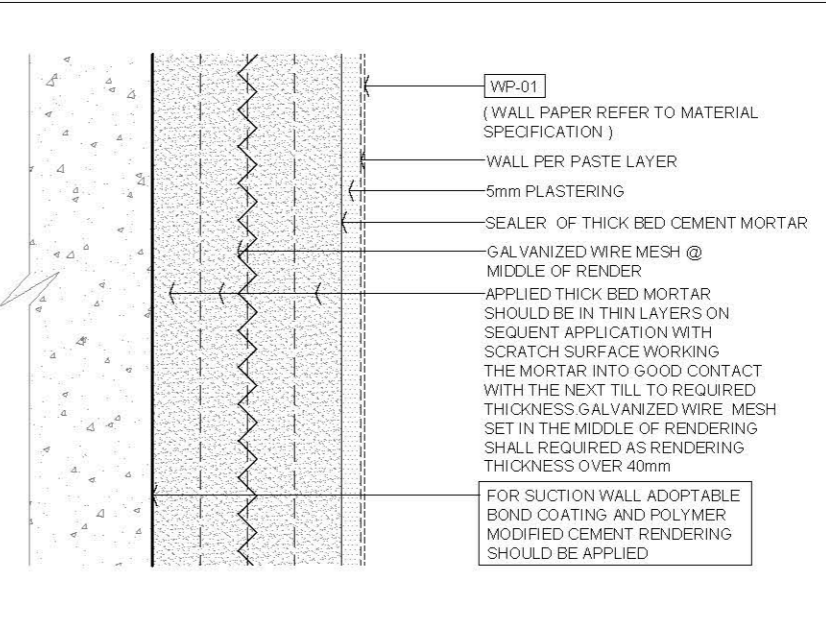 WP-01
( WALL PAPER REFER TO MATERIAL
SPECIFICATION )
WALL PER PASTE LAYER
5mm PLASTERING
SEALER OF THICK BED CEMENT MORTAR
GALVANIZED WIRE MESH @
MIDDLE OF RENDER
APPLIED THICK BED MORTAR
SHOULD BE IN THIN LAYERS ON
SEQUENT APPLICATION WITH
SCRATCH SURFACE WORKING
THE MORTAR INTO GOOD CONTACT
WITH THE NEXT TILL TO REQUIRED
THICKNESS.GALVANIZED WIRE MESH
SET IN THE MIDDLE OF RENDERING
SHALL REQUIRED AS RENDERING
THICKNESS OVER 40mm
FOR SUCTION WALL ADOPTABLE
BOND COATING AND POLYMER
MODIFIED CEMENT RENDERING
SHOULD BE APPLIED